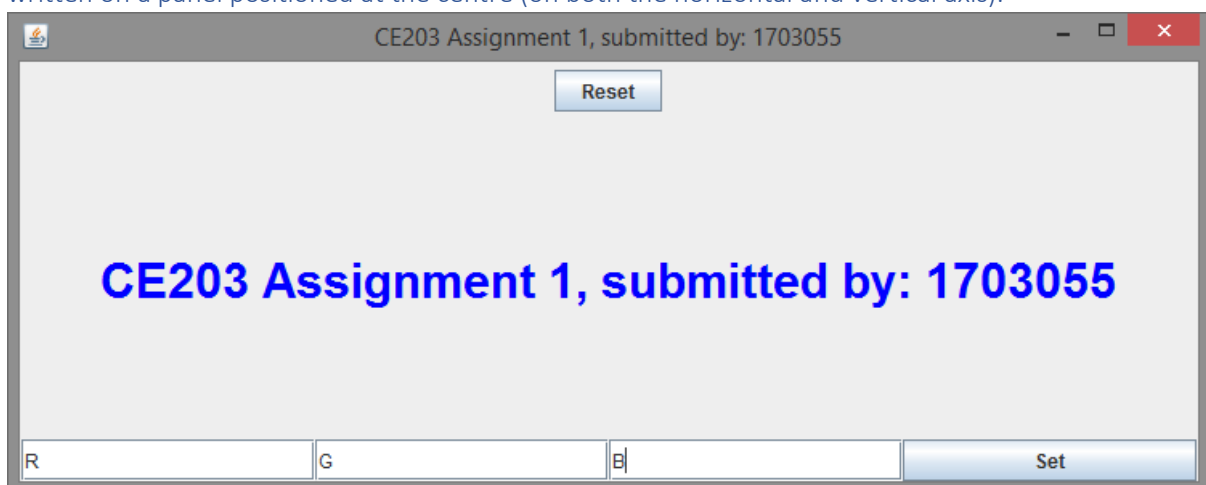 written on a panel positioned at the centre (on both the horizontal and vertical axis).
CE203 Assignment 1, submitted by: 1703055
Reset
CE203 Assignment 1, submitted by: 1703055
R G B Set